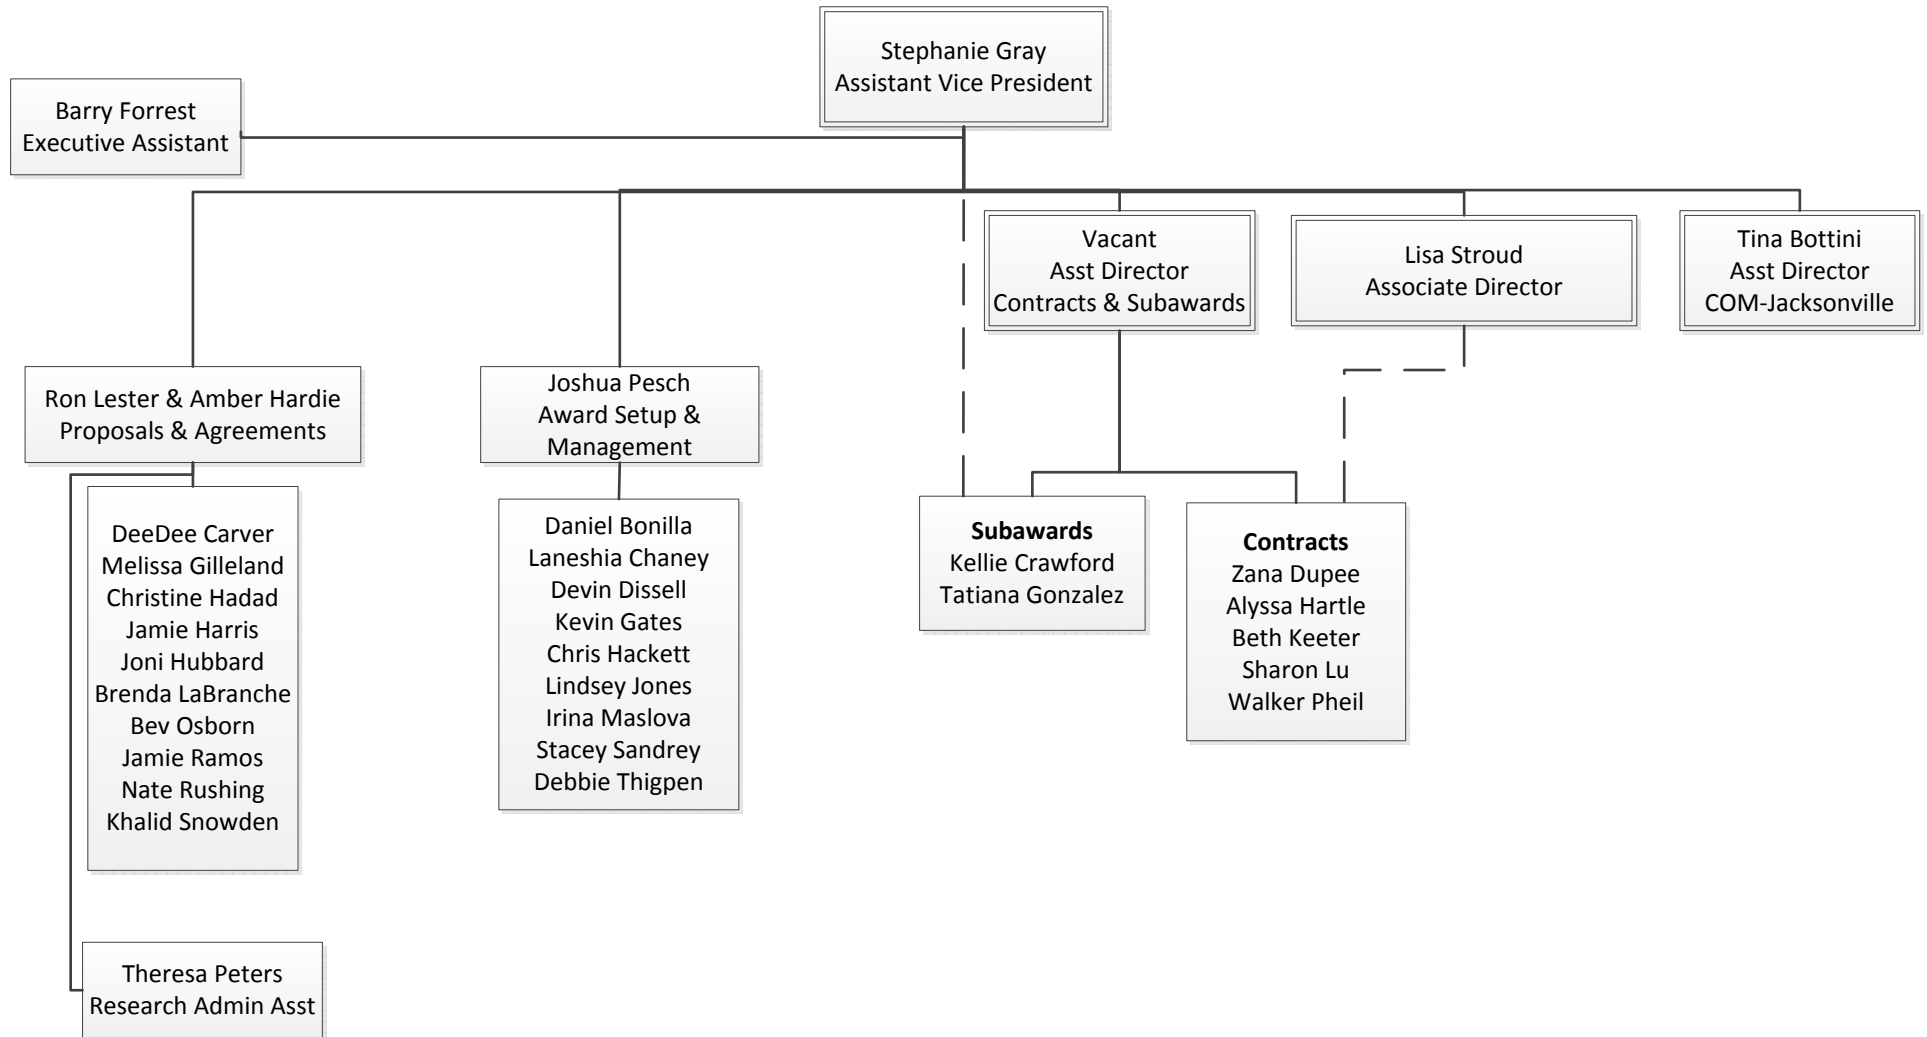 Stephanie Gray
Assistant Vice President
Barry Forrest
Executive Assistant
Vacant
Asst Director
Contracts & Subawards
Lisa Stroud
Associate Director
Tina Bottini
Asst Director
COM-Jacksonville
Ron Lester & Amber Hardie
Proposals & Agreements
Joshua Pesch
Award Setup &
Management
DeeDee Carver
Melissa Gilleland
Christine Hadad
Jamie Harris
Joni Hubbard
Brenda LaBranche
Bev Osborn
Jamie Ramos
Nate Rushing
Khalid Snowden
Daniel Bonilla
Laneshia Chaney
Devin Dissell
Kevin Gates
Chris Hackett
Lindsey Jones
Irina Maslova
Stacey Sandrey
Debbie Thigpen
Subawards
Kellie Crawford
Tatiana Gonzalez
Contracts
Zana Dupee
Alyssa Hartle
Beth Keeter
Sharon Lu
Walker Pheil
Theresa Peters
Research Admin Asst